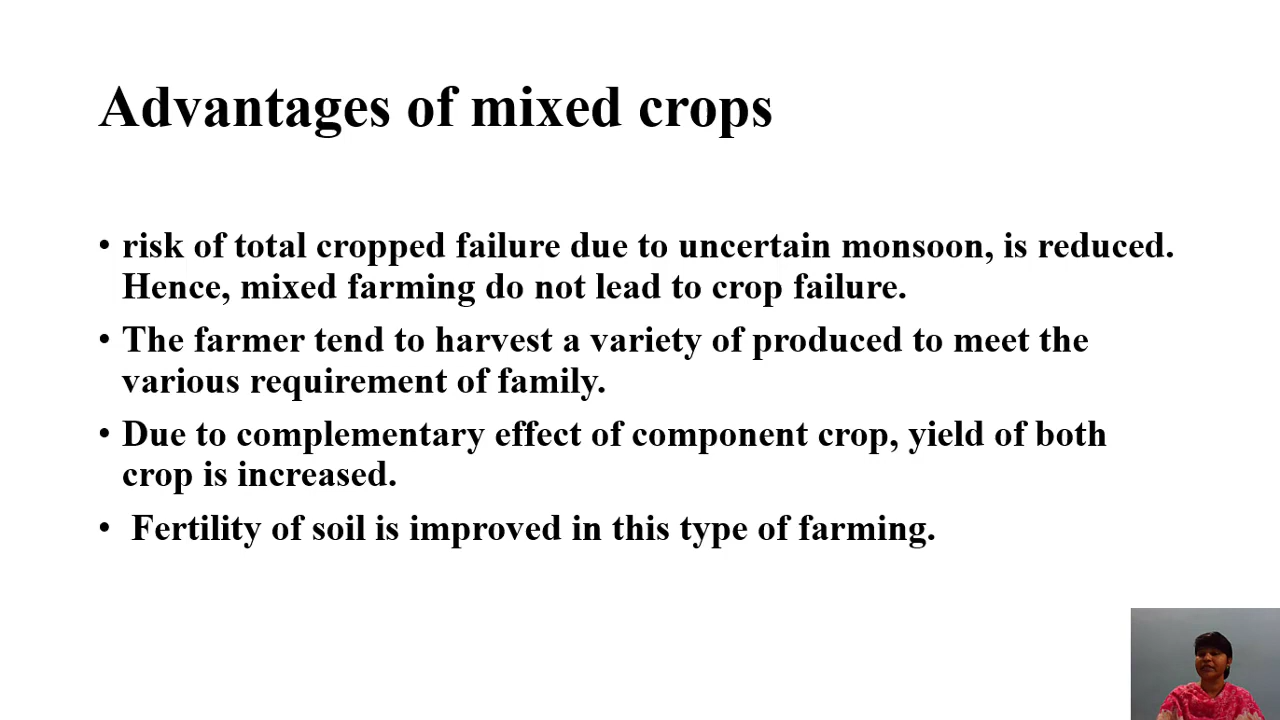 Advantages of mixed crops
• risk of total cropped failure due to uncertain monsoon, is reduced.
Hence, mixed farming do not lead to crop failure.
• The farmer tend to harvest a variety of produced to meet the
various requirement of family.
• Due to complementary effect of component crop, yield of both
crop is increased.
• Fertility of soil is improved in this type of farming.